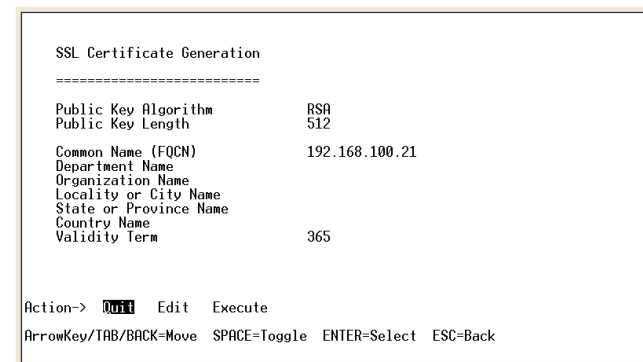 SSL Certificate Generation
==========================
Public Key Algorithm RSA
Public Key Length 512
Common Name (FQCN) 192.168.100.21
Department Name
Organization Name
Locality or City Name
State or Province Name
Country Name
Validity Term 365
Action-> Quit Edit Execute
ArrowKey/TAB/BACK=Move SPACE=Toggle ENTER=Select ESC=Back